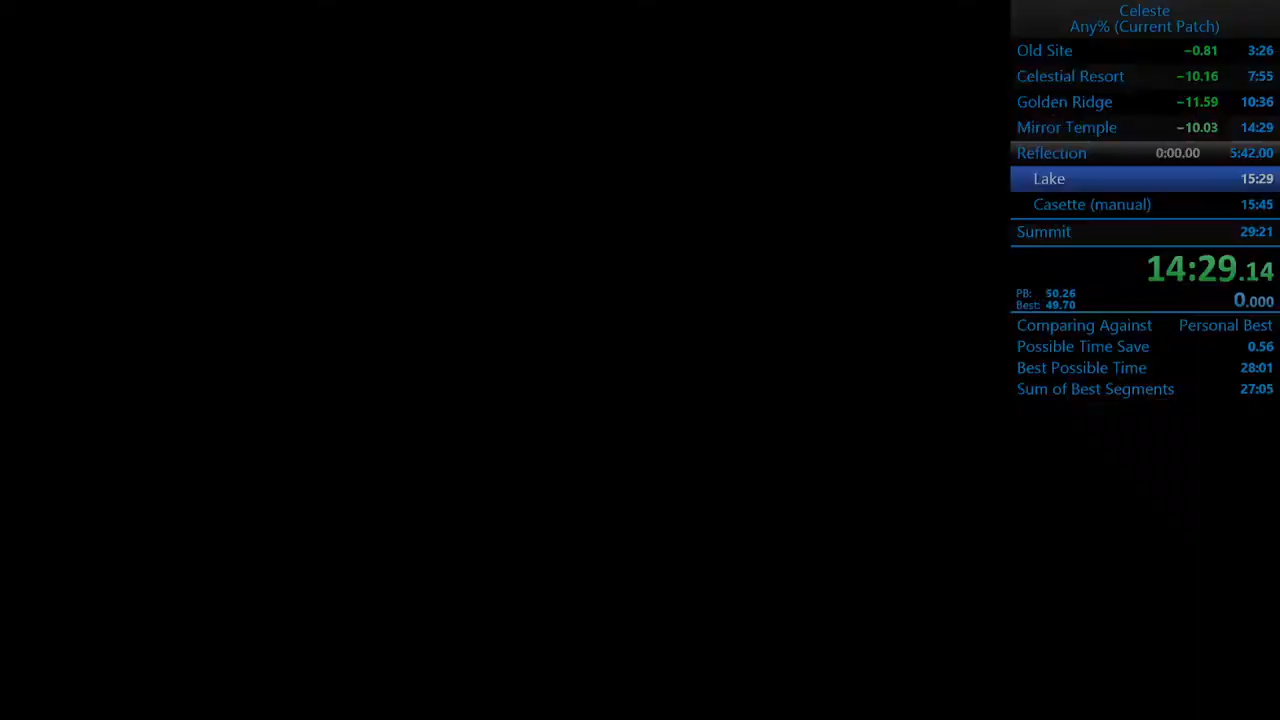 Celeste
Any% (Current Patch)
Old Site −0.81 3:26
Celestial Resort −10.16 7:55
Golden Ridge −11.59 10:36
Mirror Temple −10.03 14:29
Reflection 0:00.00 5:42.00
Lake 15:29
Casette (manual) 15:45
Summit 29:21
14:29.14
PB: 50.26
Best: 49.70
0.000
Comparing Against Personal Best
Possible Time Save 0.56
Best Possible Time 28:01
Sum of Best Segments 27:05